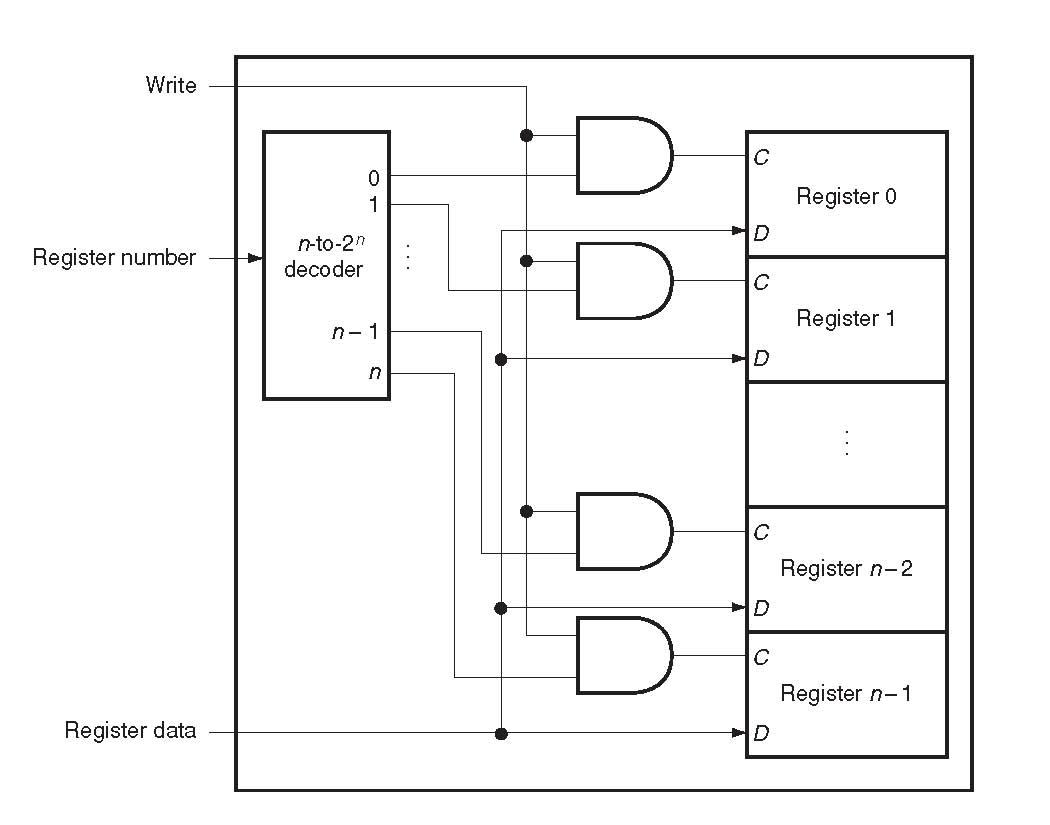 Write
C
0
Register 0
1
n-to-2ⁿ
decoder
⋮
D
Register number
C
Register 1
n – 1
D
n
⋮
C
Register n – 2
D
C
Register n – 1
Register data
D